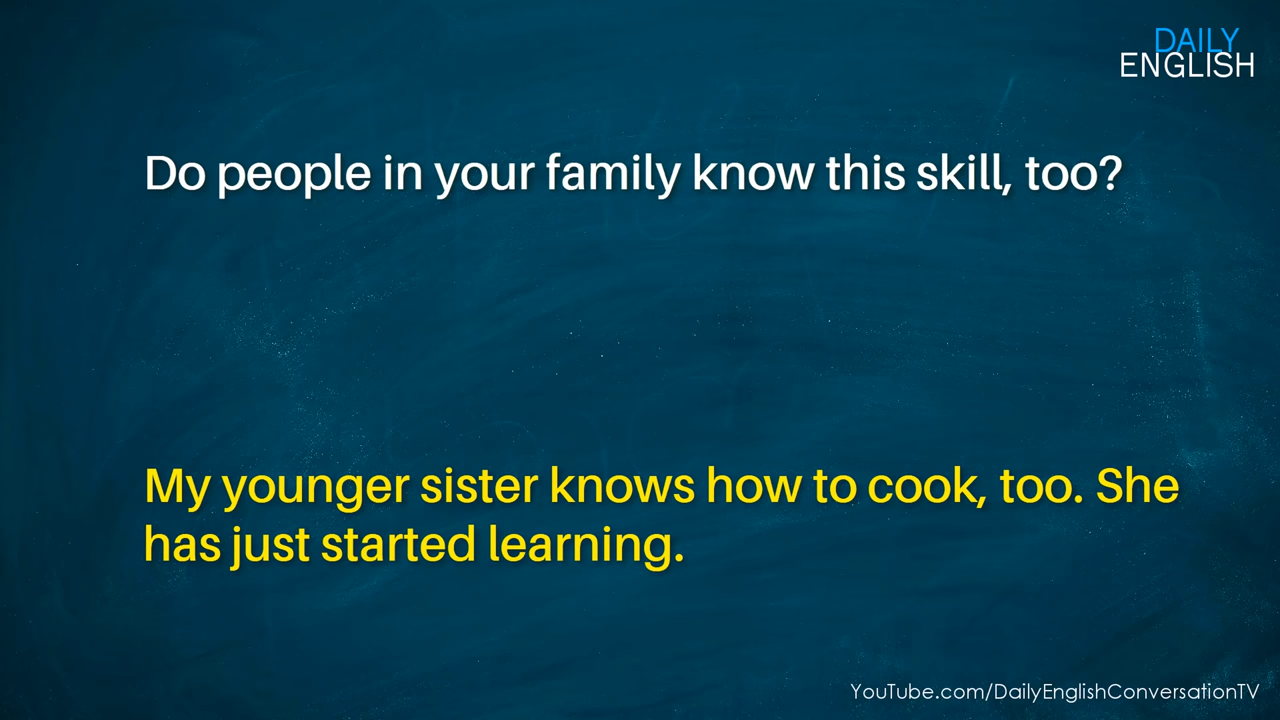 DAILY
ENGLISH
Do people in your family know this skill, too?
My younger sister knows how to cook, too. She
has just started learning.
YouTube.com/DailyEnglishConversationTV